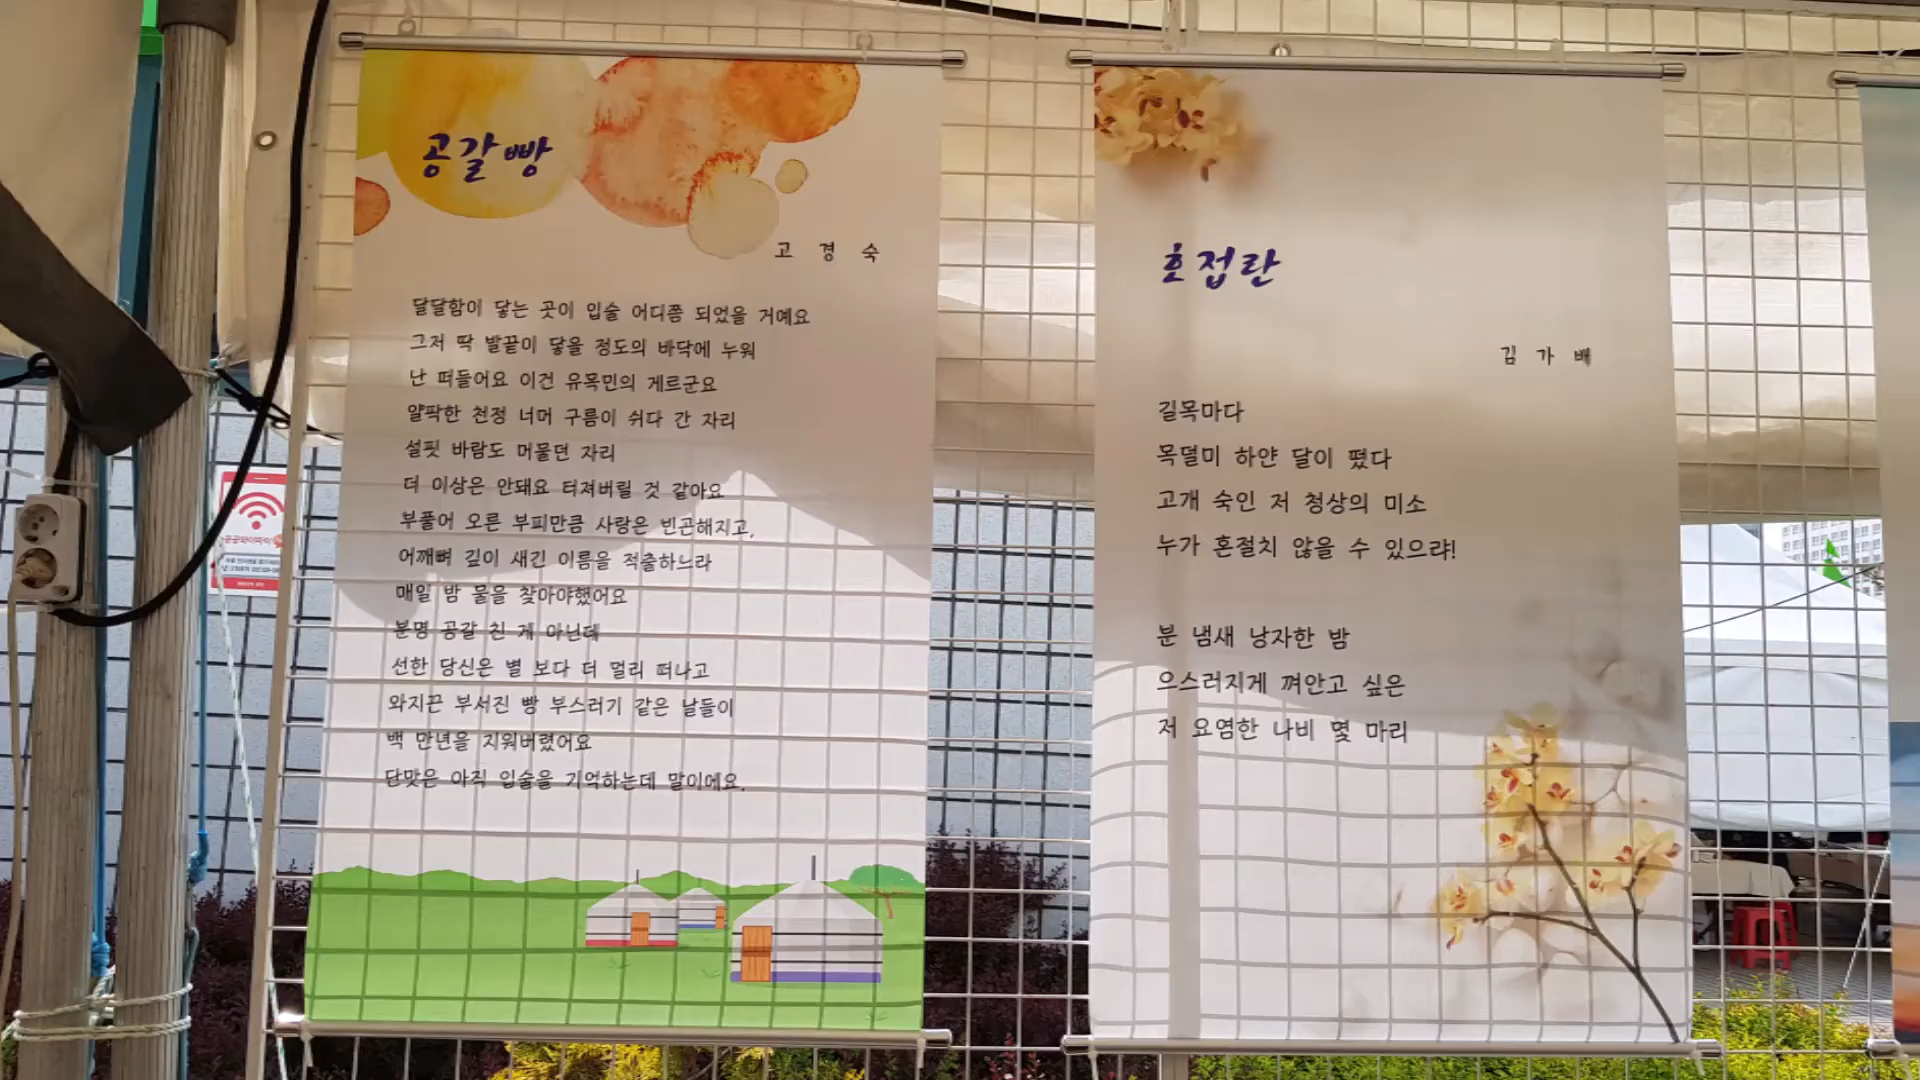 공갈빵
고 경 숙
달달함이 닿는 곳이 입술 어디쯤 되었을 거예요
그저 딱 발끝이 닿을 정도의 바닥에 누워
난 떠들어요 이건 유목민의 게르군요
얄팍한 천정 너머 구름이 쉬다 간 자리
설핏 바람도 머물던 자리
더 이상은 안돼요 터져버릴 것 같아요
부풀어 오른 부피만큼 사랑은 빈곤해지고,
어깨뼈 깊이 새긴 이름을 적출하느라
매일 밤 물을 찾아야했어요
분명 공갈 친 게 아닌데
선한 당신은 별 보다 더 멀리 떠나고
와지끈 부서진 빵 부스러기 같은 날들이
백 만년을 지워버렸어요
단맛은 아직 입술을 기억하는데 말이에요.
호접란
김 가 배
길목마다
목덜미 하얀 달이 떴다
고개 숙인 저 청상의 미소
누가 혼절치 않을 수 있으랴!
분 냄새 낭자한 밤
으스러지게 껴안고 싶은
저 요염한 나비 몇 마리
공공와이파이